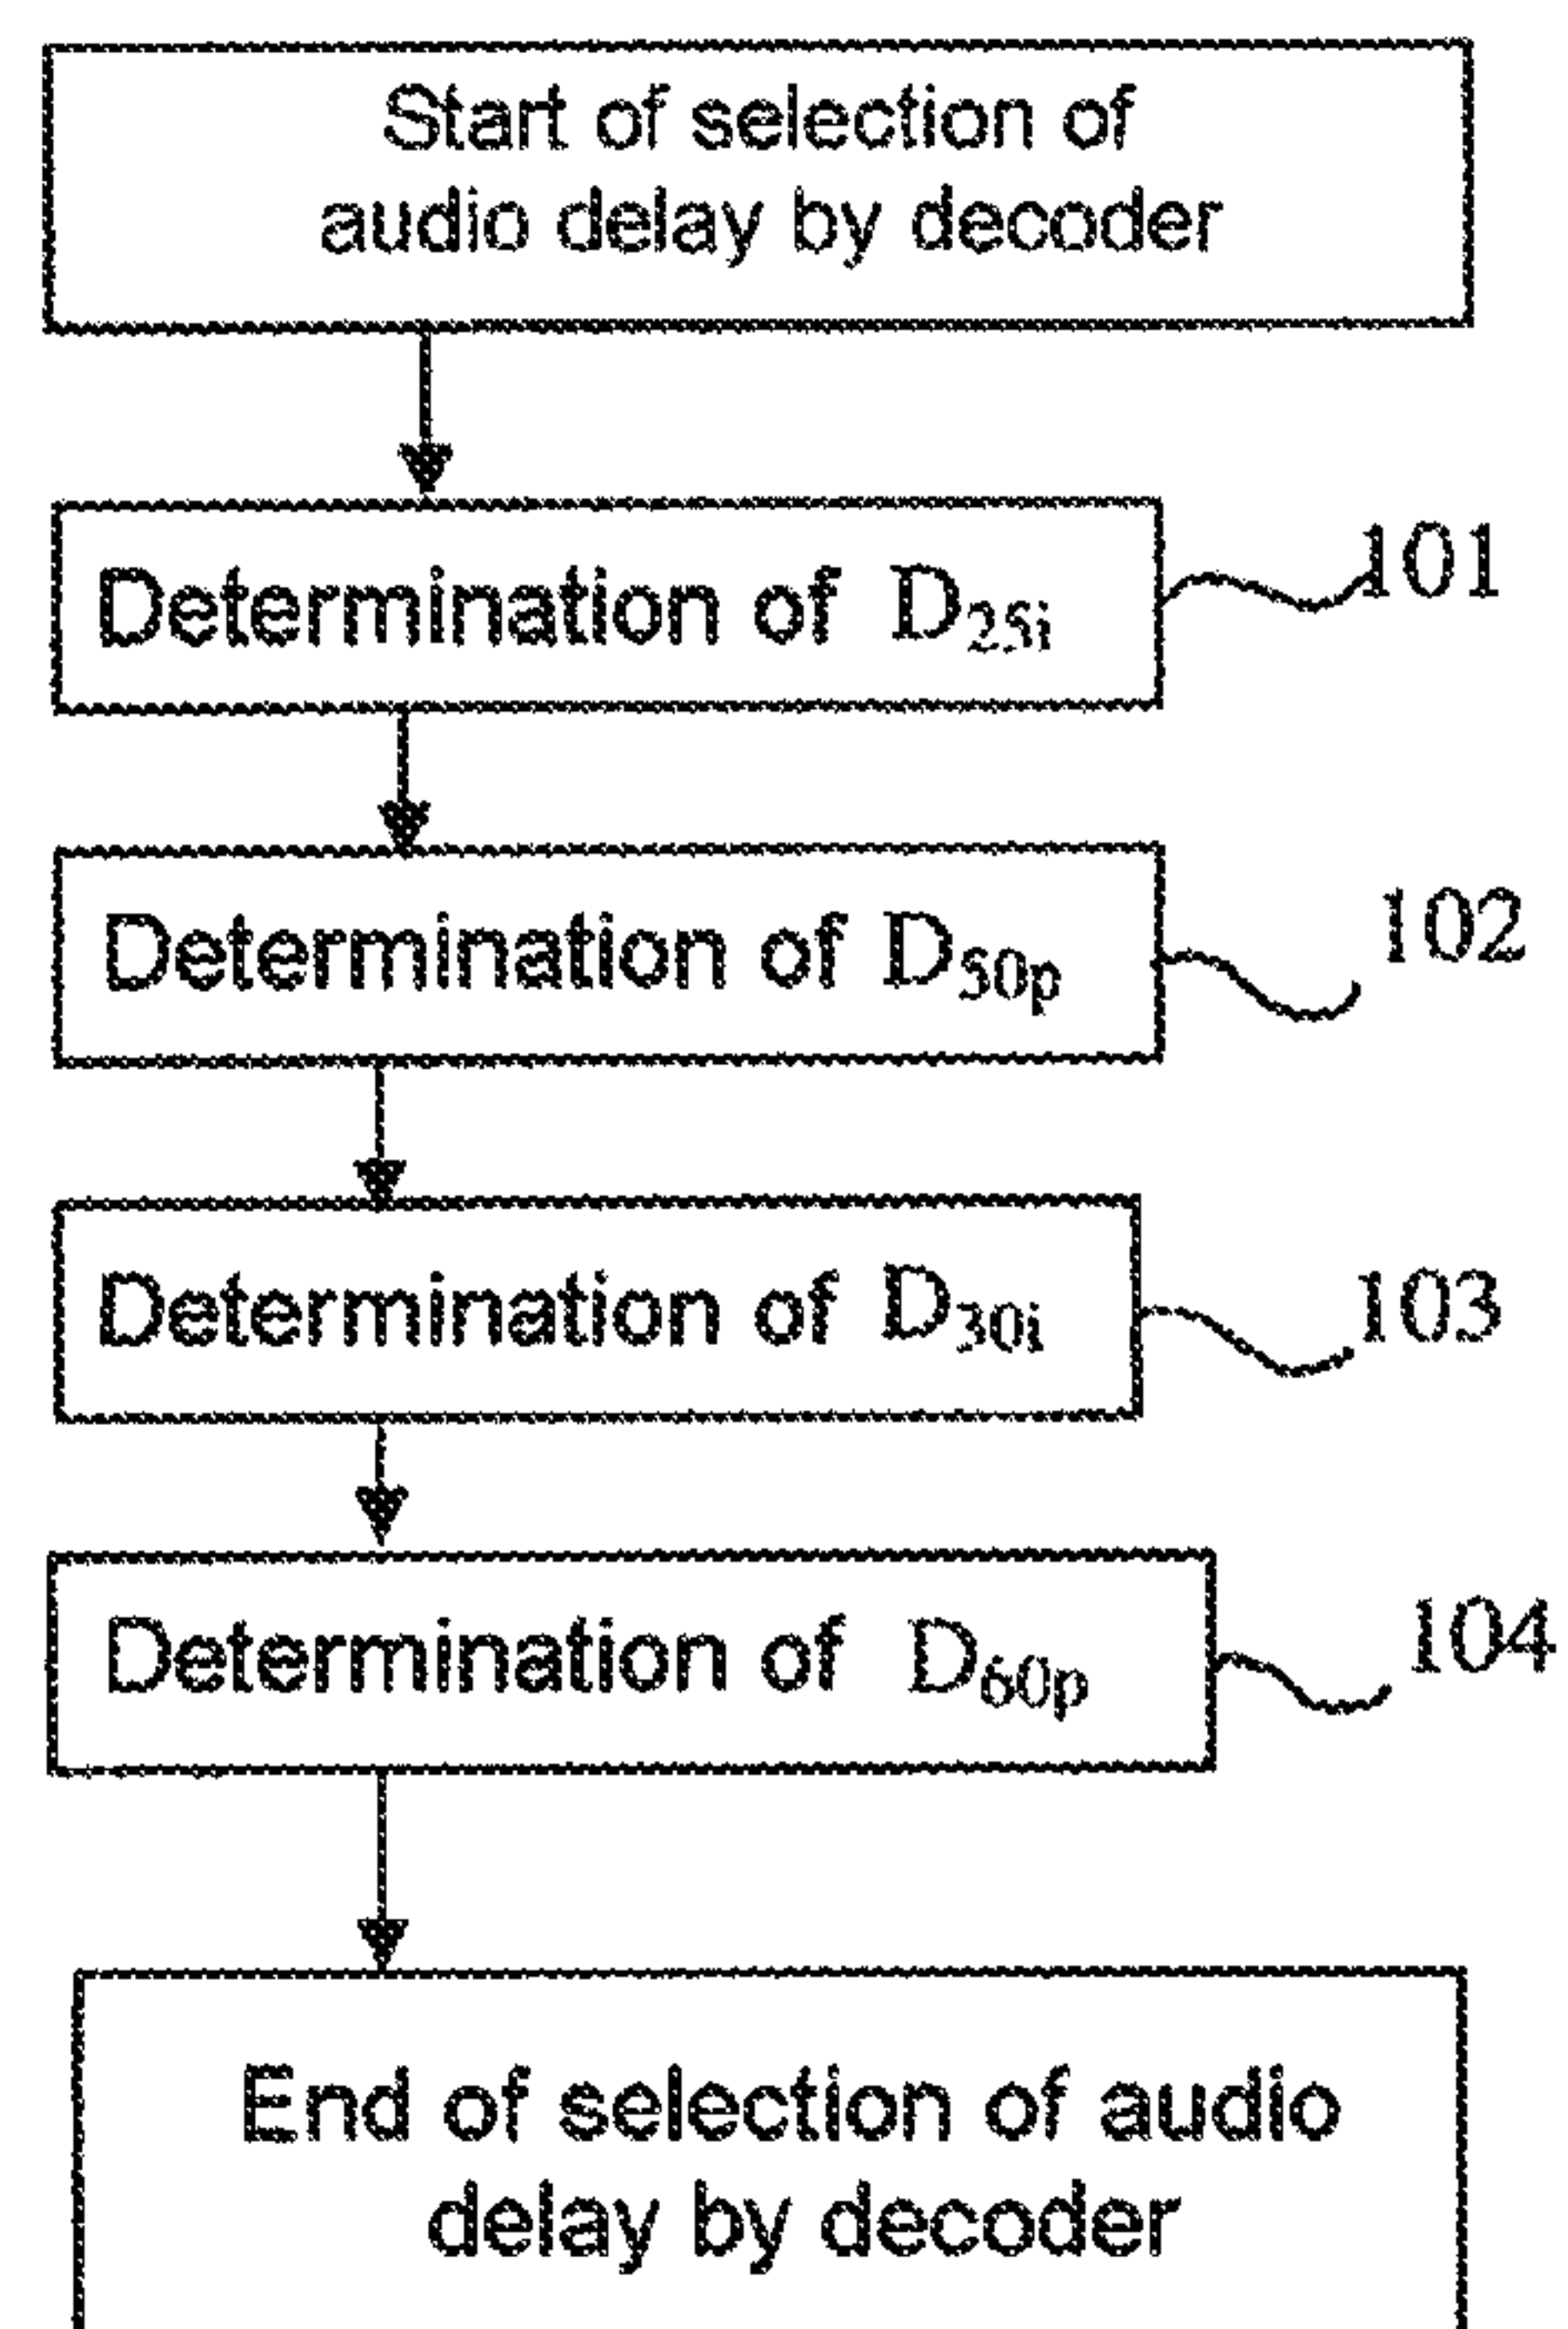 Start of selection of
audio delay by decoder
Determination of D25i
101
Determination of D50p
102
Determination of D30i
103
Determination of D60p
104
End of selection of audio
delay by decoder